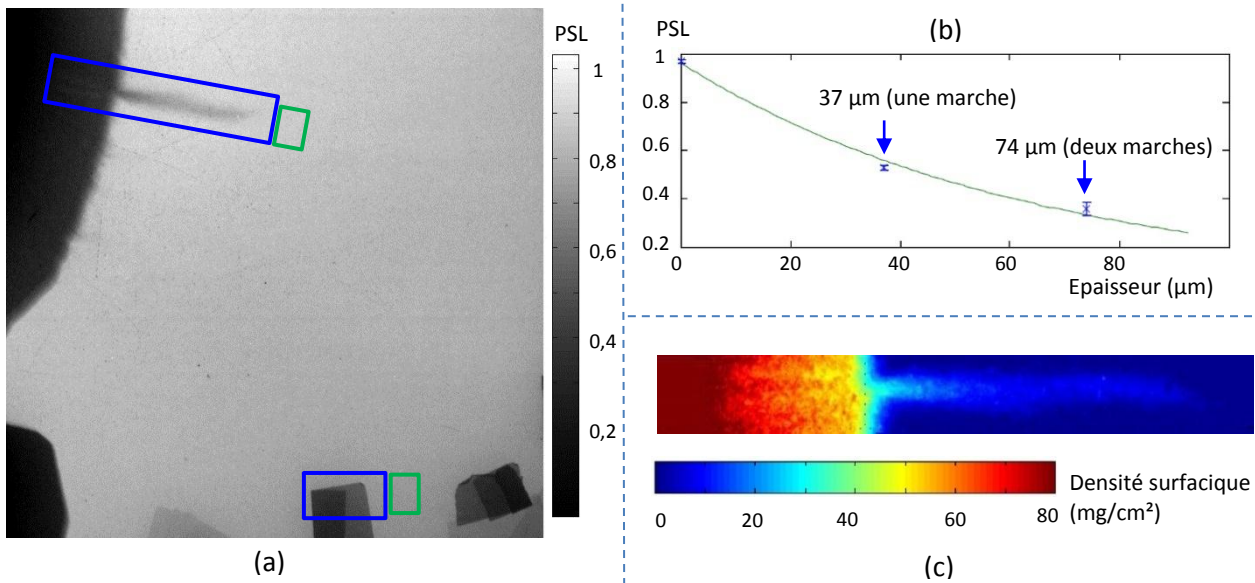 PSL
1
0,8
0,6
0,4
0,2
(a)
PSL
(b)
1
0.8
0.6
0.4
0.2
37 µm (une marche)
74 µm (deux marches)
0
20
40
60
80
Epaisseur (µm)
0
20
40
60
80
Densité surfacique
(mg/cm²)
(c)